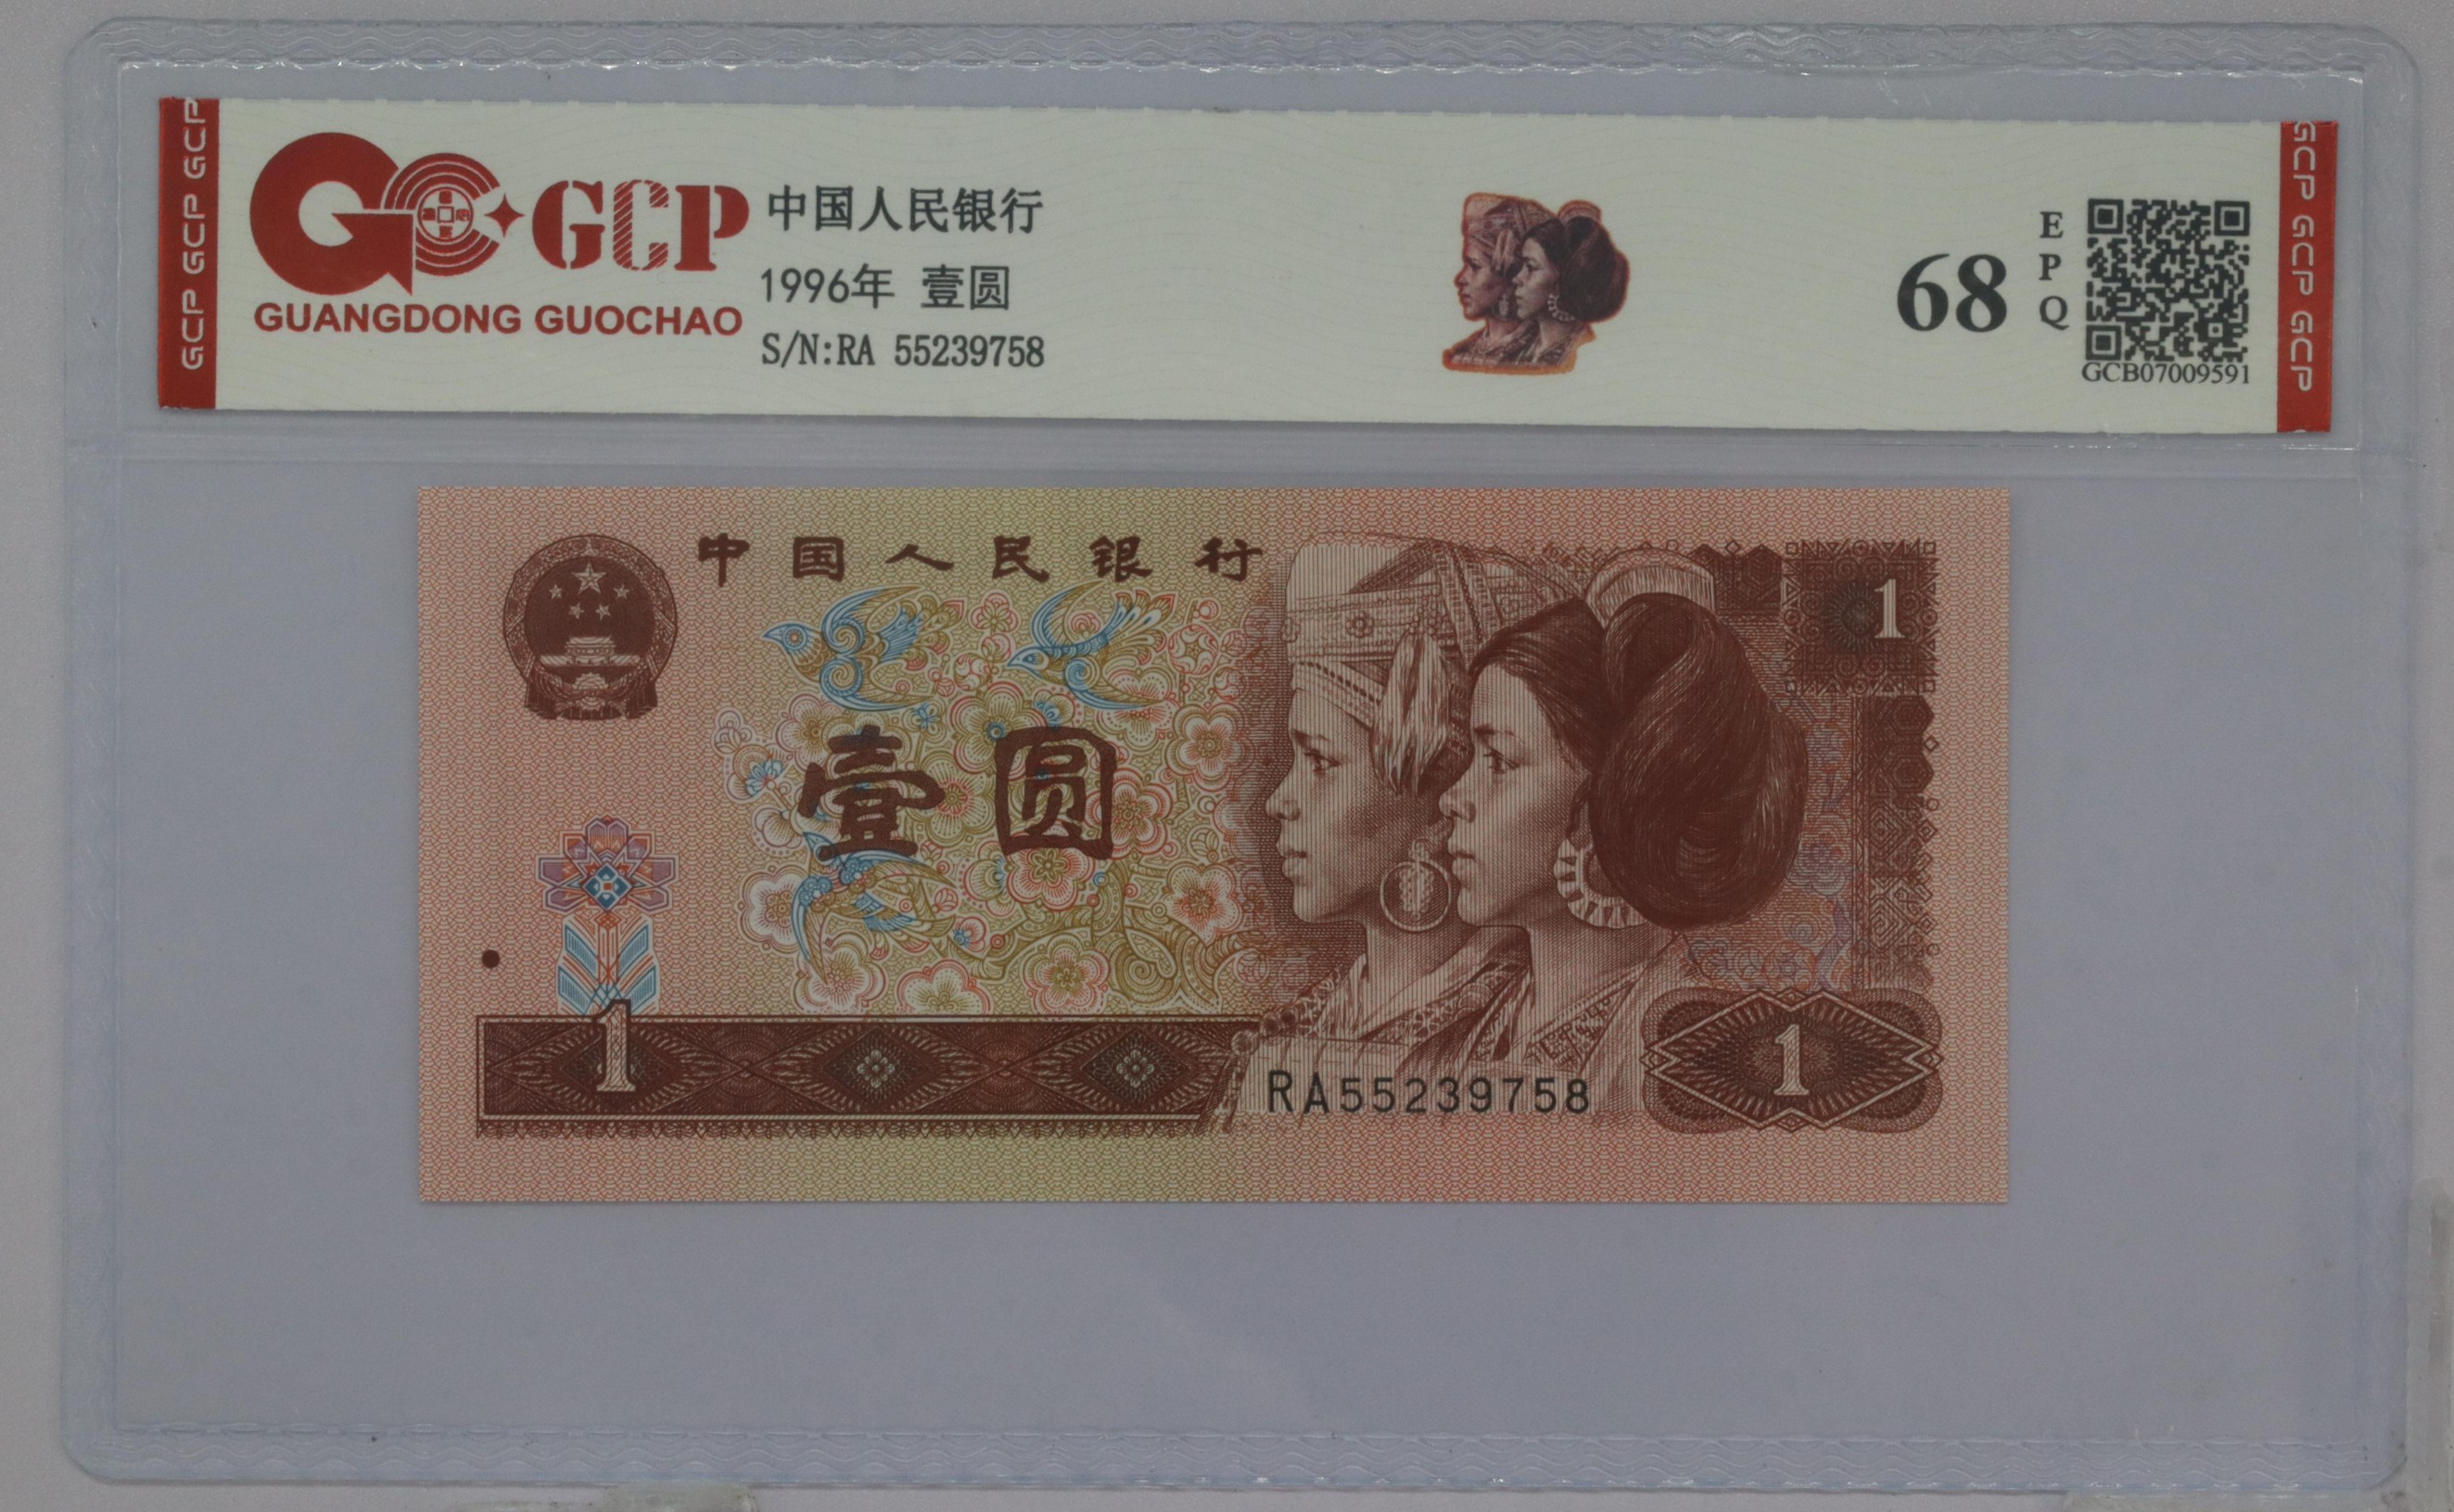 GCP GCP GCP GCP
GCP
GUANGDONG GUOCHAO
中国人民银行
1996年 壹圆
S/N:RA 55239758
68
E
P
Q
GCB07009591
GCP GCP GCP GCP
中国人民银行
1
壹圆
1
1
RA55239758